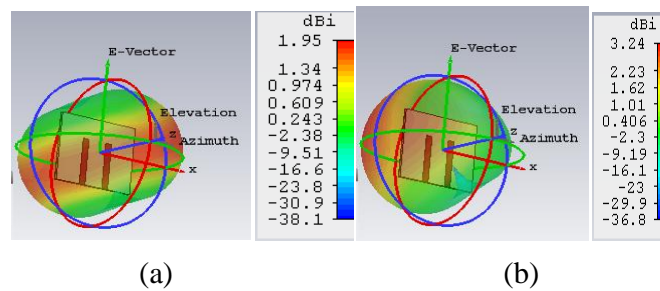 E-Vector
Elevation
z
Azimuth
x
dBi
1.95
1.34
0.974
0.609
0.243
-2.38
-9.51
-16.6
-23.8
-30.9
-38.1
E-Vector
Elevation
z
Azimuth
x
dBi
3.24
2.23
1.62
1.01
0.406
-2.3
-9.19
-16.1
-23
-29.9
-36.8
(a)
(b)